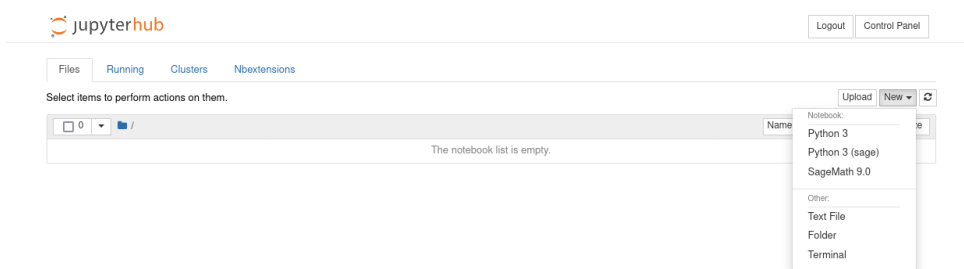 jupyterhub
Logout Control Panel
Files Running Clusters Nbextensions
Select items to perform actions on them.
Upload New
0 /
Name
The notebook list is empty.
Notebook:
Python 3
Python 3 (sage)
SageMath 9.0
Other:
Text File
Folder
Terminal